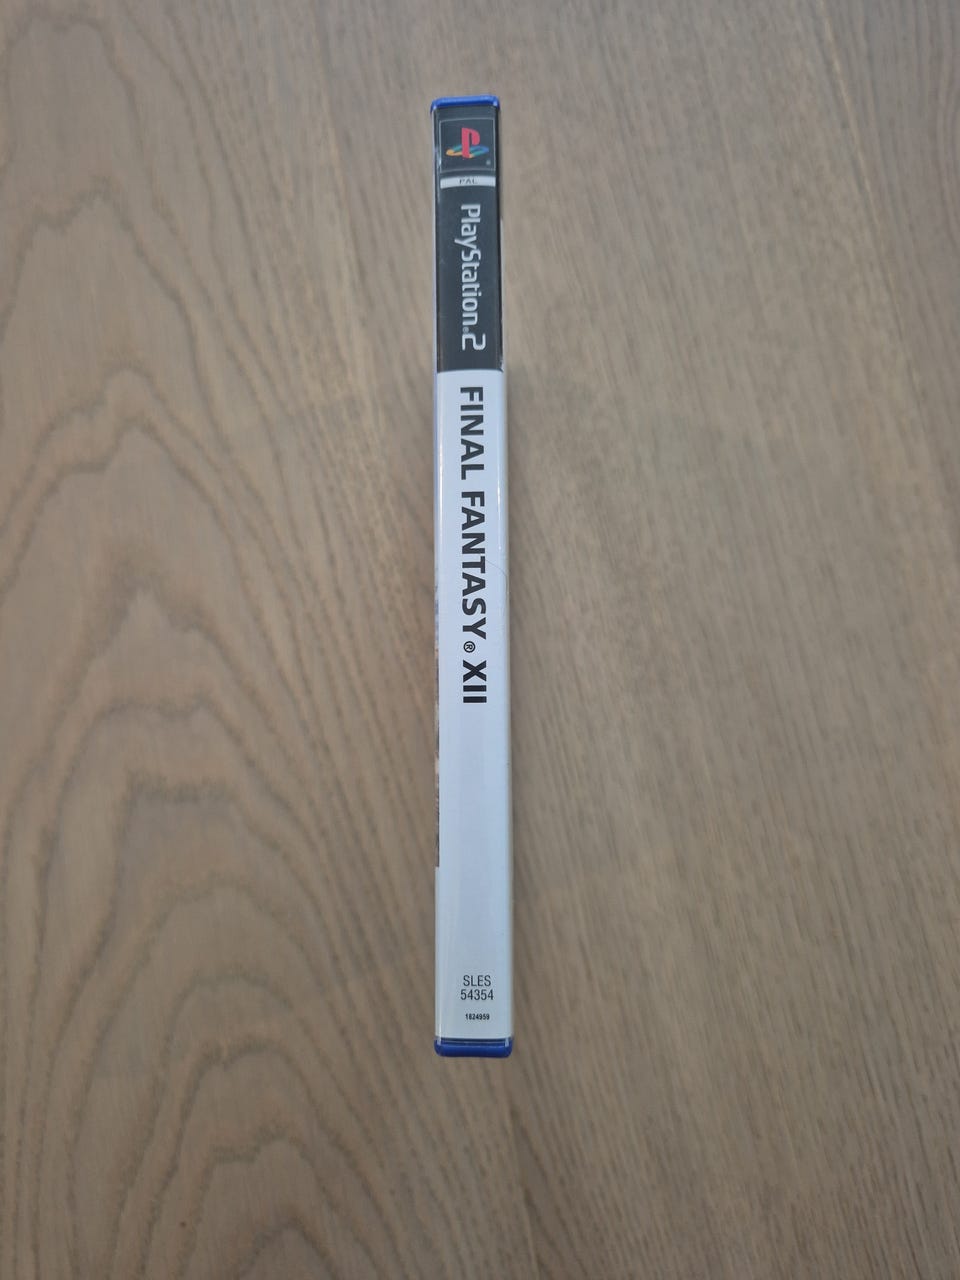 PAL
PlayStation®2
FINAL FANTASY® XII
SLES
54354
1824959